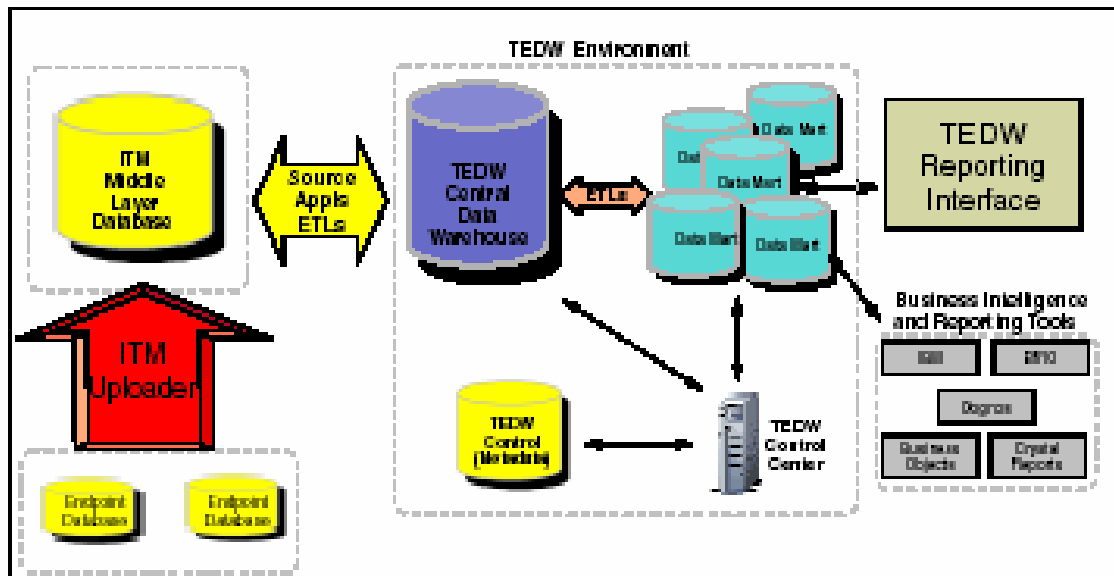 TEDW Environment
ITM
Middle
Layer
Database
Source
Appls
ETLs
TEDW
Central
Data
Warehouse
ETLs
Data Mart
Data
Data Mart
Data Mart
Data Mart
TEDW
Reporting
Interface
ITM
Uploader
Business Intelligence
and Reporting Tools
Business
Objects
Crystal
Reports
TEDW
Control
(Metadata)
TEDW
Control
Center
Endpoint
Database
Endpoint
Database